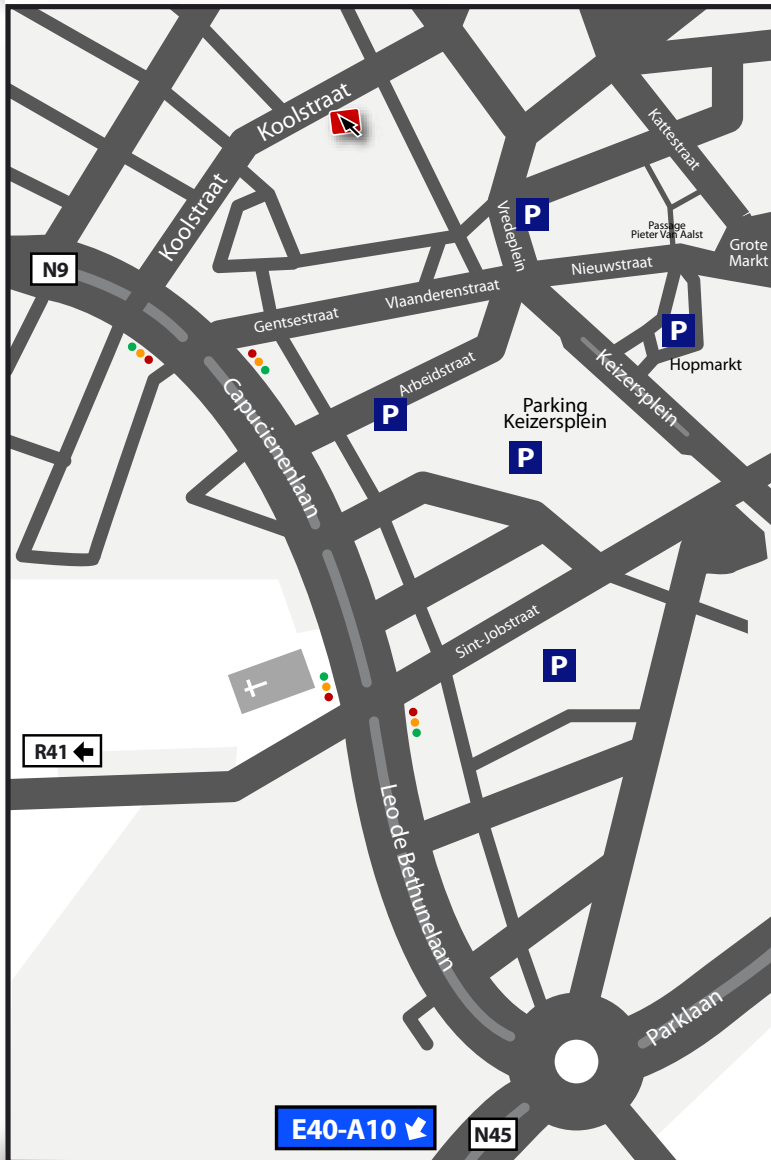 Koolstraat
Kattestraat
Koolstraat
Vredeplein
P
Passage
Pieter Van Aalst
Grote
Markt
N9
Nieuwstraat
Vlaanderenstraat
Gentsestraat
P
Hopmarkt
Keizersplein
Arbeidstraat
P
Parking
Keizersplein
P
Capucienenlaan
Sint-Jobstraat
P
R41
Leo de Bethunelaan
Parklaan
E40-A10
N45